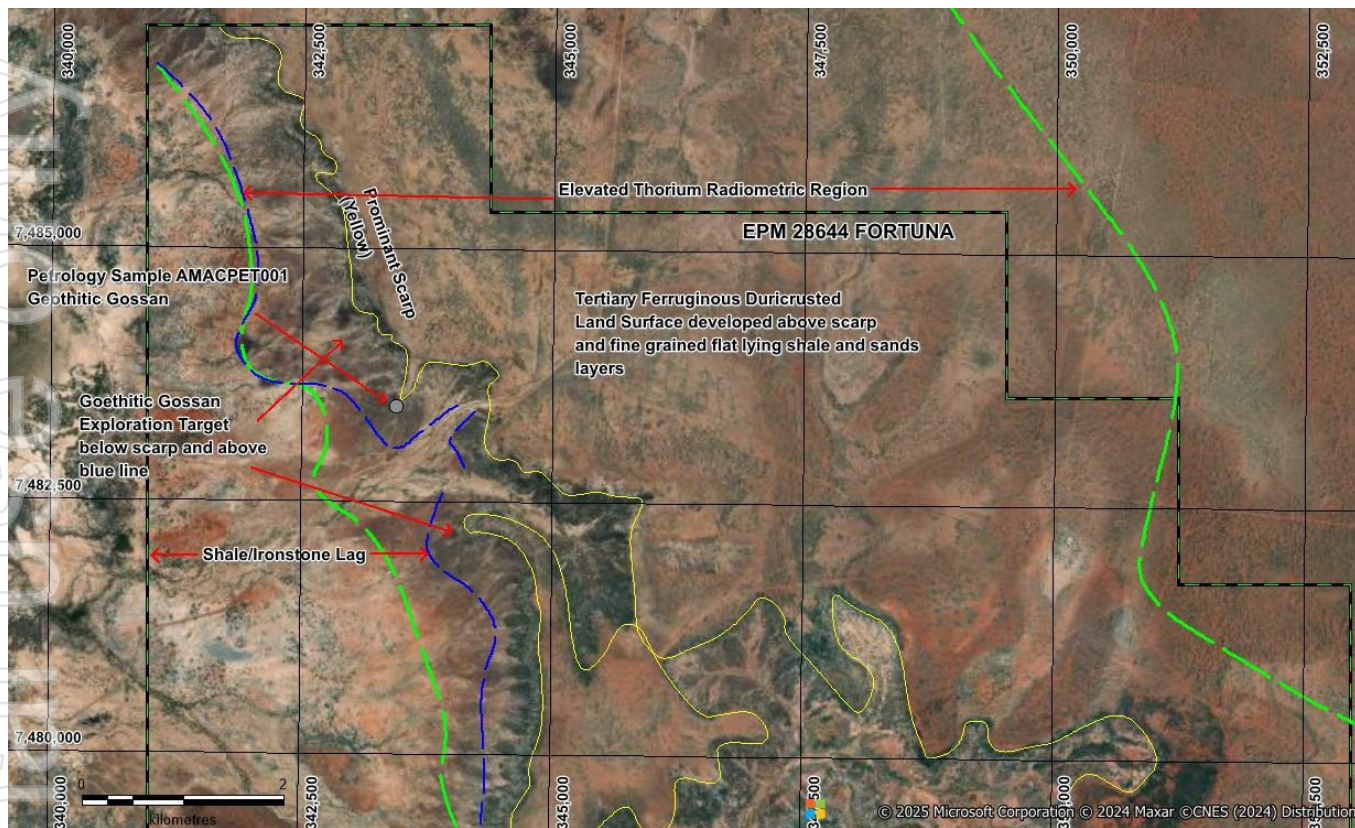 340,000
342,500
345,000
347,500
350,000
352,500
Elevated Thorium Radiometric Region
Prominant Scarp
(Yellow)
7,485,000
EPM 28644 FORTUNA
Petrology Sample AMACPET001
Geothitic Gossan
Tertiary Ferruginous Duricrusted
Land Surface developed above scarp
and fine grained flat lying shale and sands
layers
Goethitic Gossan
Exploration Target
below scarp and above
blue line
7,482,500
Shale/Ironstone Lag
7,480,000
340,000
342,500
345,000
0 2
kilometres
© 2025 Microsoft Corporation © 2024 Maxar ©CNES (2024) Distribution